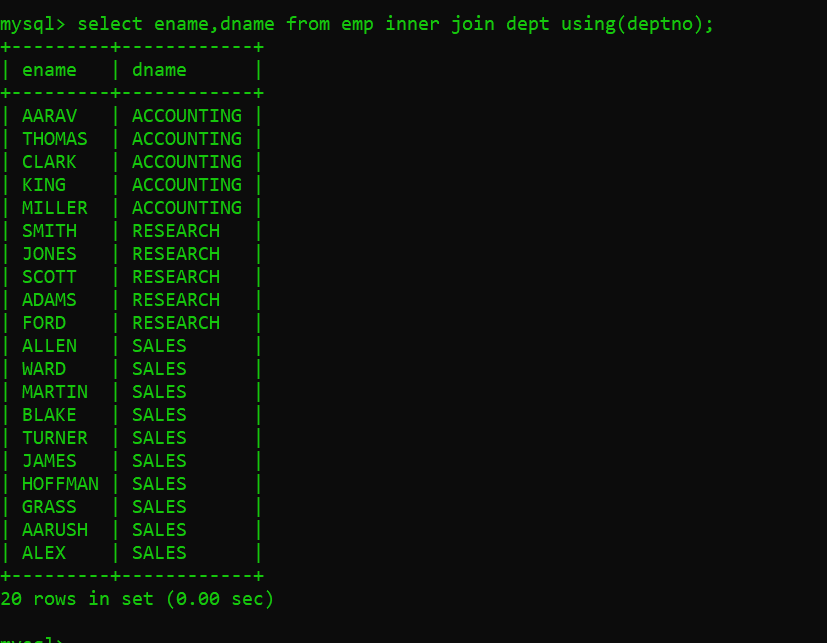 mysql> select ename,dname from emp inner join dept using(deptno);
+---------+------------+
| ename   | dname      |
+---------+------------+
| AARAV   | ACCOUNTING |
| THOMAS  | ACCOUNTING |
| CLARK   | ACCOUNTING |
| KING    | ACCOUNTING |
| MILLER  | ACCOUNTING |
| SMITH   | RESEARCH   |
| JONES   | RESEARCH   |
| SCOTT   | RESEARCH   |
| ADAMS   | RESEARCH   |
| FORD    | RESEARCH   |
| ALLEN   | SALES      |
| WARD    | SALES      |
| MARTIN  | SALES      |
| BLAKE   | SALES      |
| TURNER  | SALES      |
| JAMES   | SALES      |
| HOFFMAN | SALES      |
| GRASS   | SALES      |
| AARUSH  | SALES      |
| ALEX    | SALES      |
+---------+------------+
20 rows in set (0.00 sec)
mysql>